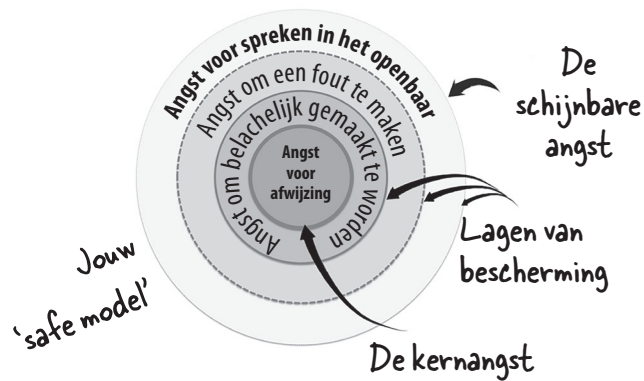 Angst voor spreken in het openbaar
Angst om een fout te maken
Angst om belachelijk gemaakt te worden
Angst
voor
afwijzing
De
schijnbare
angst
Lagen van
bescherming
De kernangst
Jouw
'safe model'